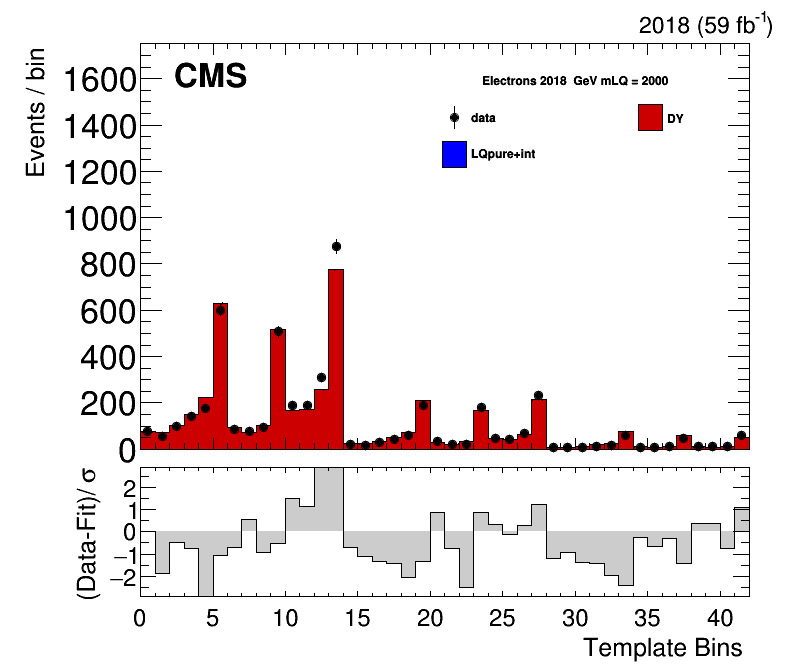 2018 (59 fb-1)
CMS
Electrons 2018 GeV mLQ = 2000
data
DY
LQpure+int
Events / bin
1600
1400
1200
1000
800
600
400
200
0
(Data-Fit)/ σ
2
1
0
−1
−2
0 5 10 15 20 25 30 35 40
Template Bins